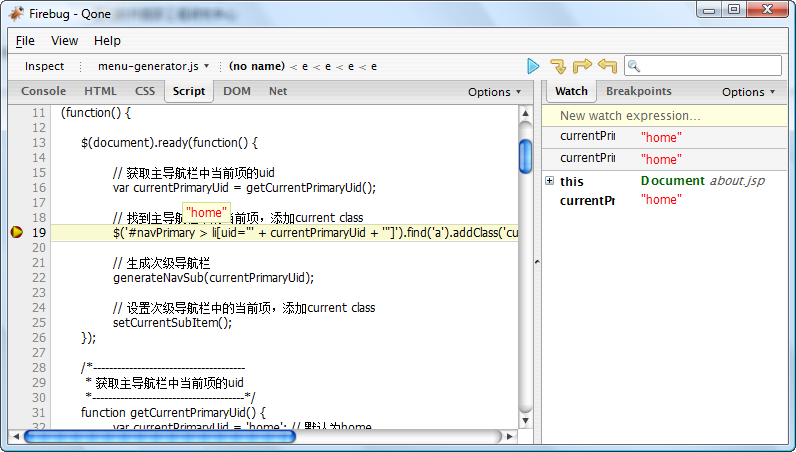 Firebug - Qone
File View Help
Inspect menu-generator.js (no name) < e < e < e < e
Console HTML CSS Script DOM Net Options
Watch Breakpoints Options
11 (function() {
12
13 $(document).ready(function() {
14
15 // 获取主导航栏中当前项的uid
16 var currentPrimaryUid = getCurrentPrimaryUid();
17
"home"
18 // 找到主导航 当前项，添加current class
19 $('#navPrimary > li[uid="' + currentPrimaryUid + '"]').find('a').addClass('cu
20
21 // 生成次级导航栏
22 generateNavSub(currentPrimaryUid);
23
24 // 设置次级导航栏中的当前项，添加current class
25 setCurrentSubItem();
26 });
27
28 /*--------------------------------------
29 * 获取主导航栏中当前项的uid
30 *--------------------------------------*/
31 function getCurrentPrimaryUid() {
32 var currentPrimaryUid = 'home'; // 默认为home
New watch expression...
currentPri "home"
currentPri "home"
this Document about.jsp
currentPr "home"